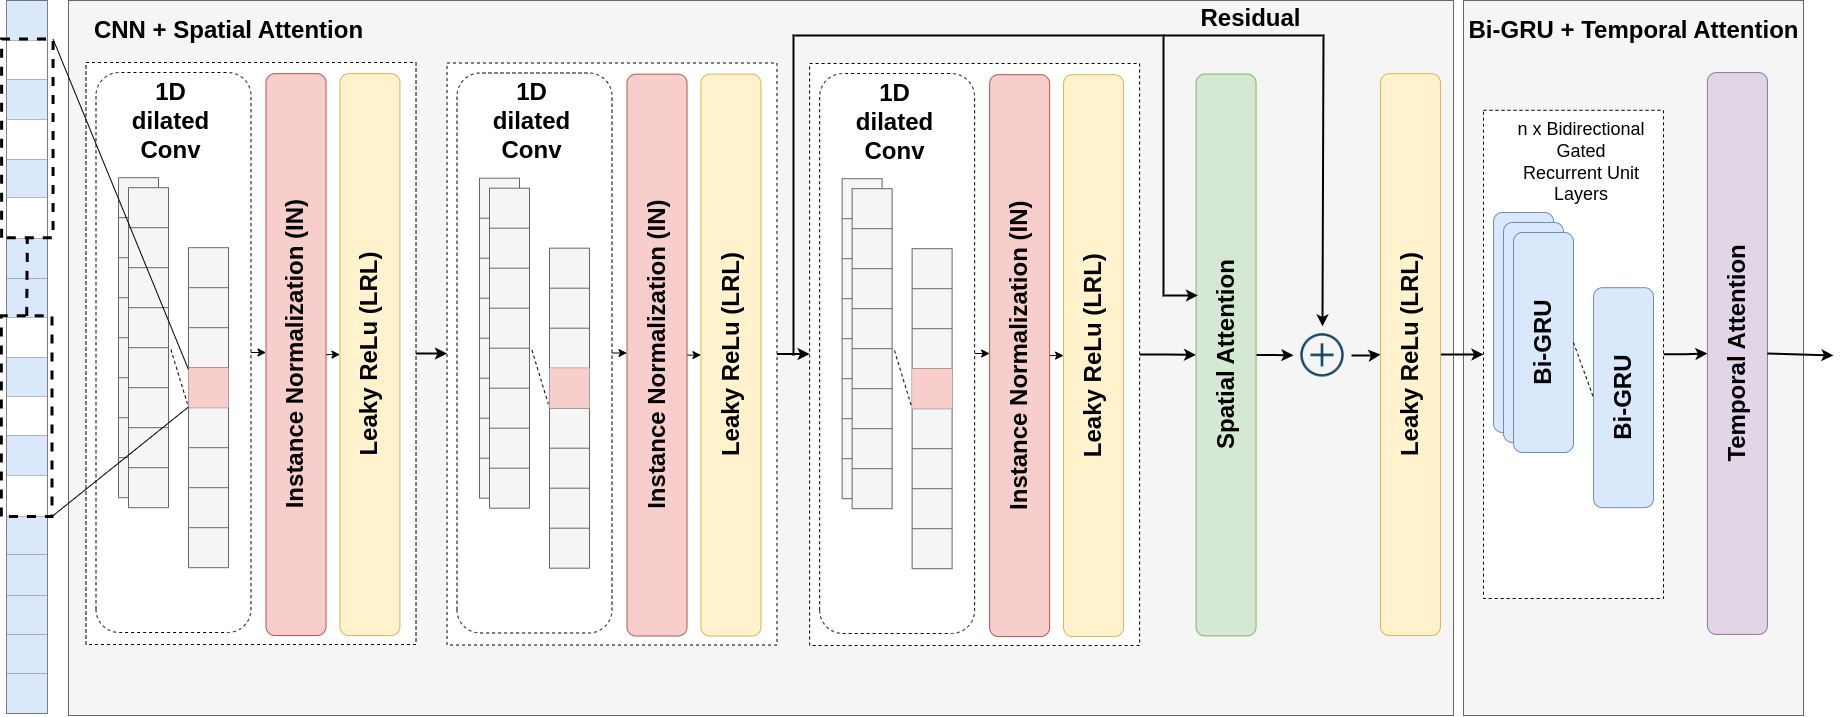 CNN + Spatial Attention
Residual
Bi-GRU + Temporal Attention
1D
dilated
Conv
Instance Normalization (IN)
Leaky ReLu (LRL)
1D
dilated
Conv
Instance Normalization (IN)
Leaky ReLu (LRL)
1D
dilated
Conv
Instance Normalization (IN)
Leaky ReLu (LRL)
Spatial Attention
Leaky ReLu (LRL)
n x Bidirectional
Gated
Recurrent Unit
Layers
Bi-GRU
Bi-GRU
Temporal Attention